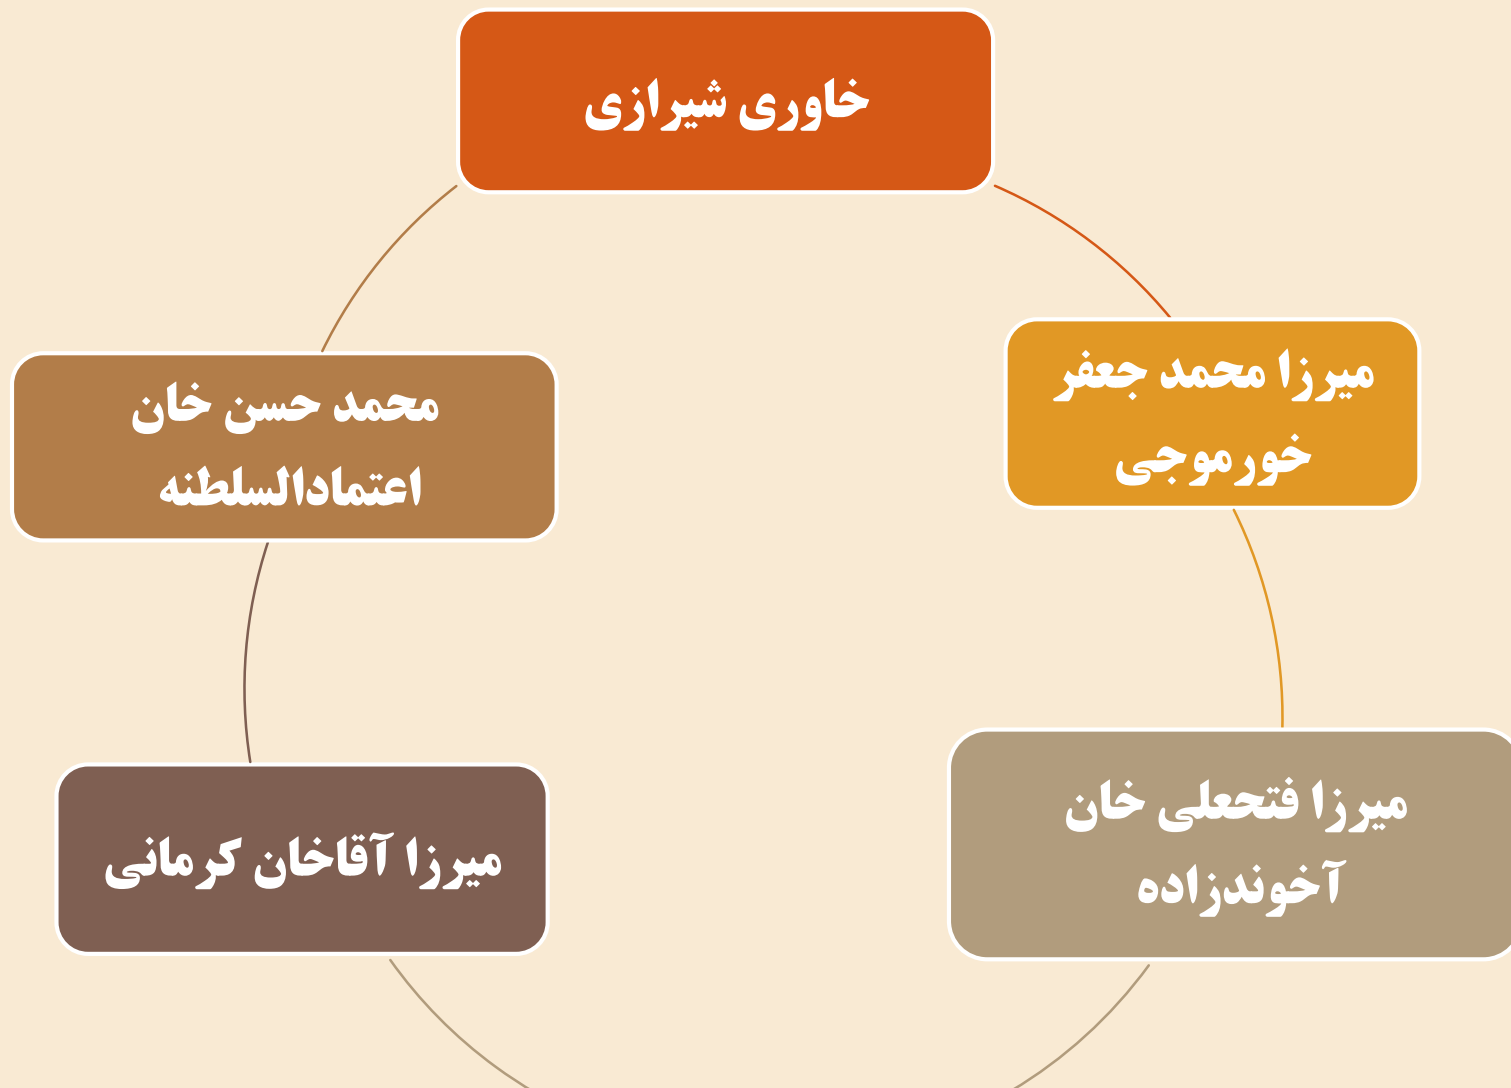 خاوری شیرازی
میرزا محمد جعفر
خورموجی
میرزا فتحعلی خان
آخوندزاده
میرزا آقاخان کرمانی
محمد حسن خان
اعتمادالسلطنه